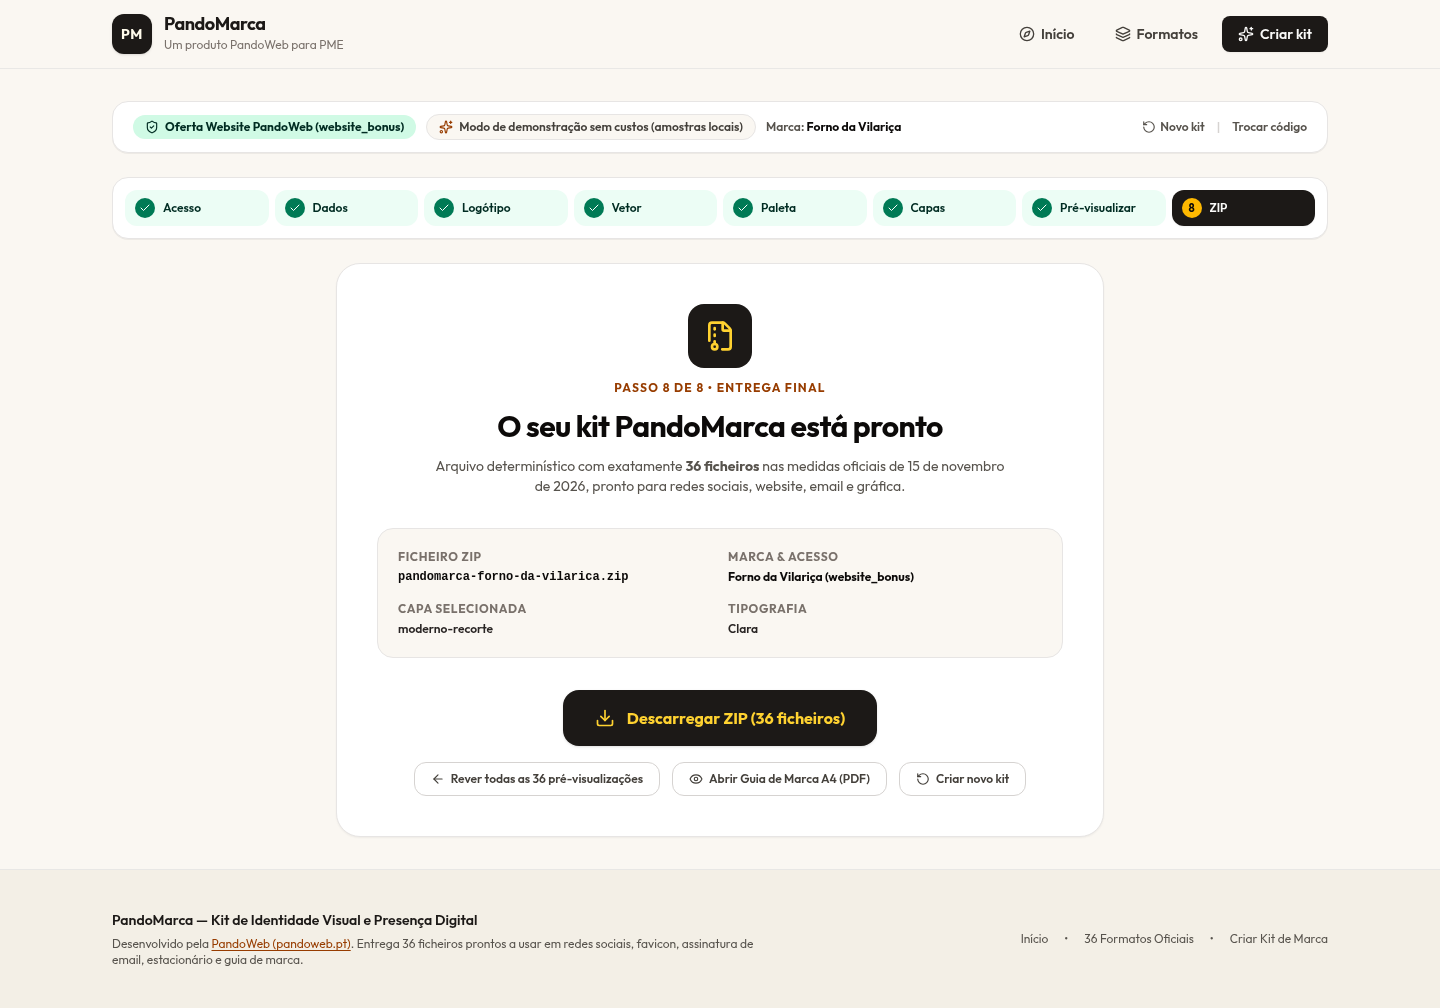 PM
PandoMarca
Um produto PandoWeb para PME
Início
Formatos
Criar kit
Oferta Website PandoWeb (website_bonus)
Modo de demonstração sem custos (amostras locais)
Marca: Forno da Vilariça
Novo kit
|
Trocar código
Acesso
Dados
Logótipo
Vetor
Paleta
Capas
Pré-visualizar
8
ZIP
PASSO 8 DE 8 • ENTREGA FINAL
O seu kit PandoMarca está pronto
Arquivo determinístico com exatamente 36 ficheiros nas medidas oficiais de 15 de novembro
de 2026, pronto para redes sociais, website, email e gráfica.
FICHEIRO ZIP
pandomarca-forno-da-vilarica.zip
MARCA & ACESSO
Forno da Vilariça (website_bonus)
CAPA SELECIONADA
moderno-recorte
TIPOGRAFIA
Clara
Descarregar ZIP (36 ficheiros)
Rever todas as 36 pré-visualizações
Abrir Guia de Marca A4 (PDF)
Criar novo kit
PandoMarca — Kit de Identidade Visual e Presença Digital
Desenvolvido pela PandoWeb (pandoweb.pt). Entrega 36 ficheiros prontos a usar em redes sociais, favicon, assinatura de
email, estacionário e guia de marca.
Início • 36 Formatos Oficiais • Criar Kit de Marca